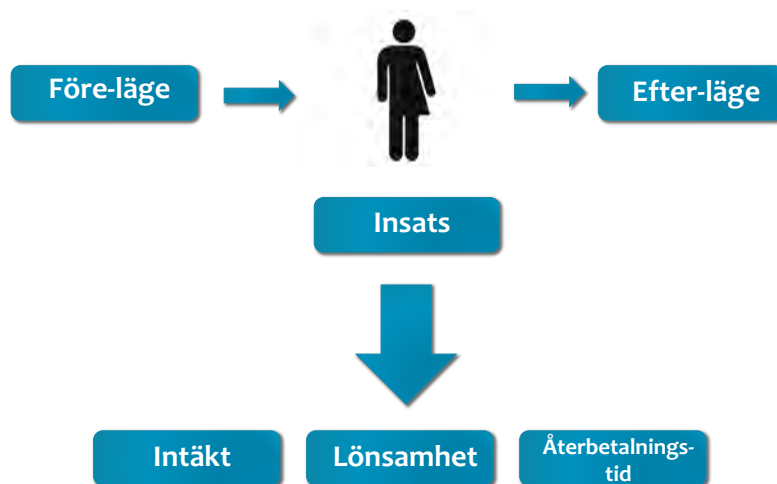 Före-läge
Efter-läge
Insats
Intäkt
Lönsamhet
Återbetalnings-
tid